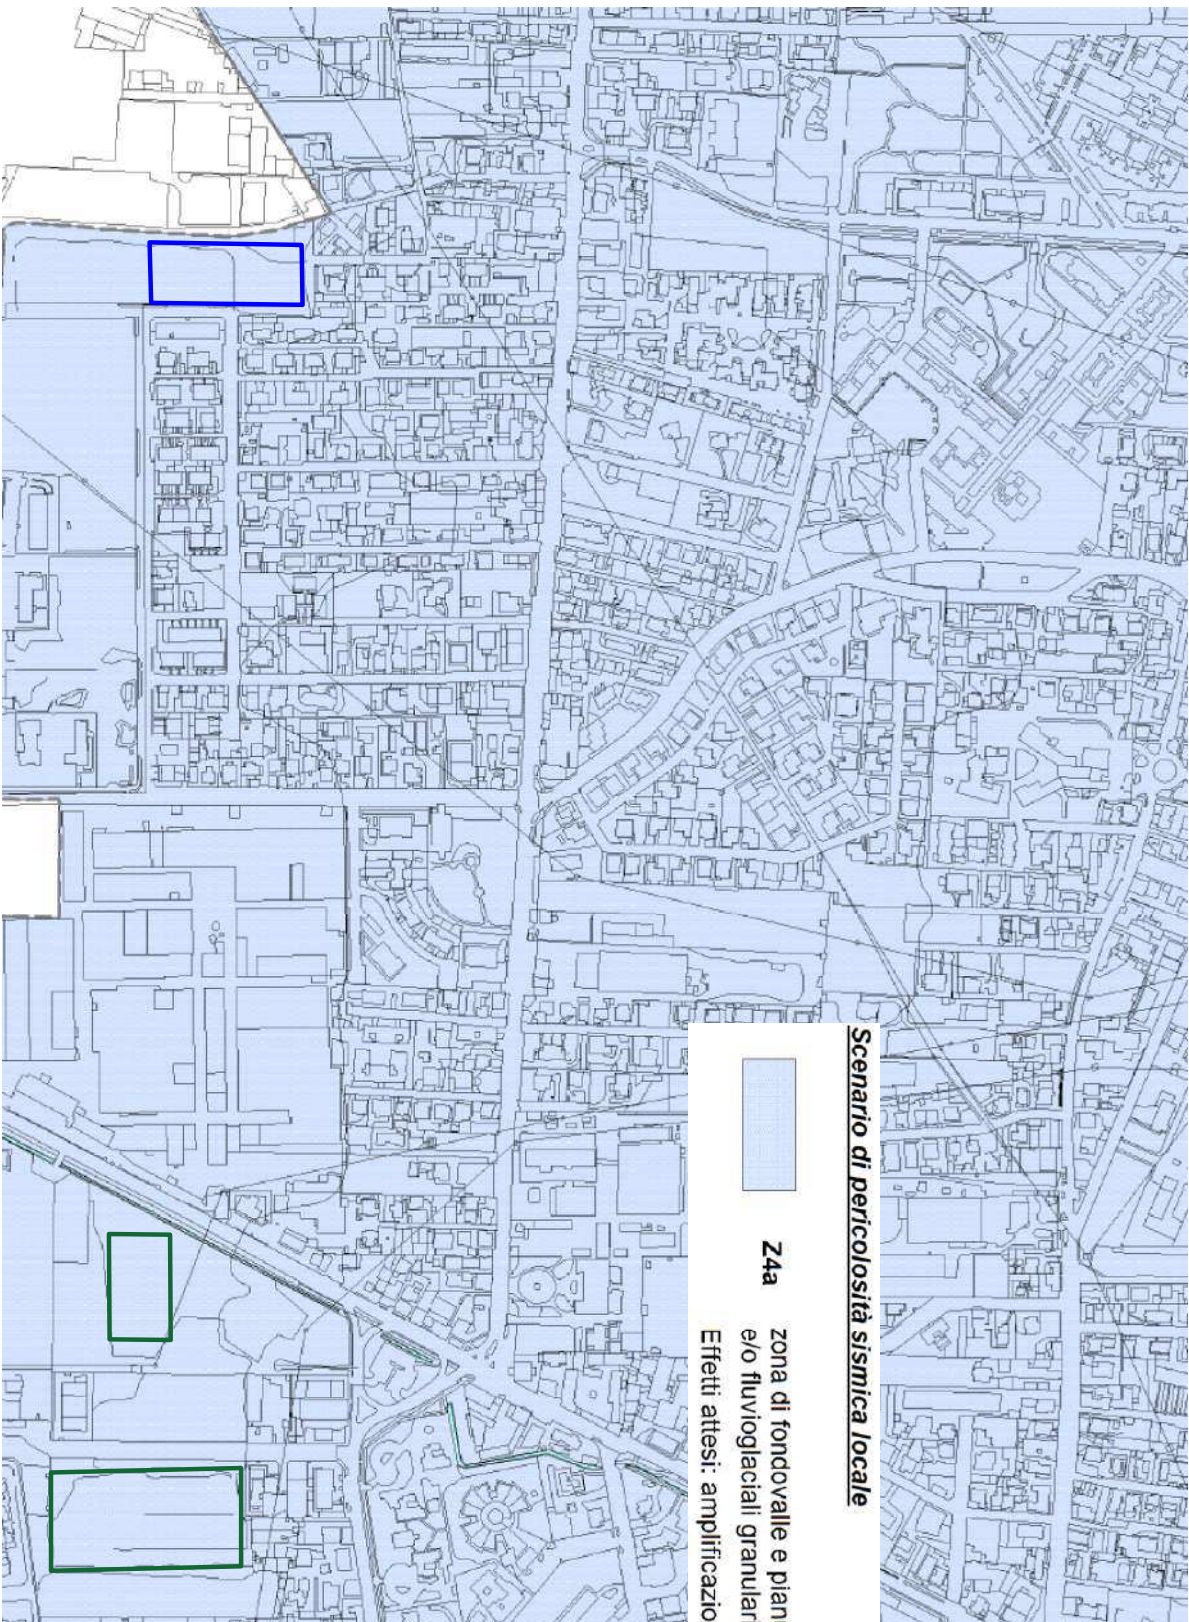 Scenario di pericolosità sismica locale
Z4a
zona di fondovalle e pian
e/o fluvioglaciali granular
Effetti attesi: amplificazio